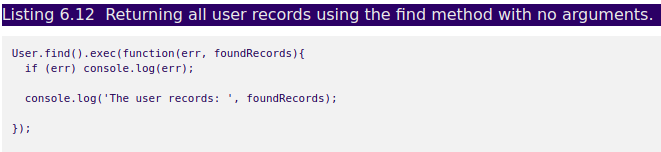 Listing 6.12  Returning all user records using the find method with no arguments.
User.find().exec(function(err, foundRecords){
  if (err) console.log(err);
  console.log('The user records: ', foundRecords);
});